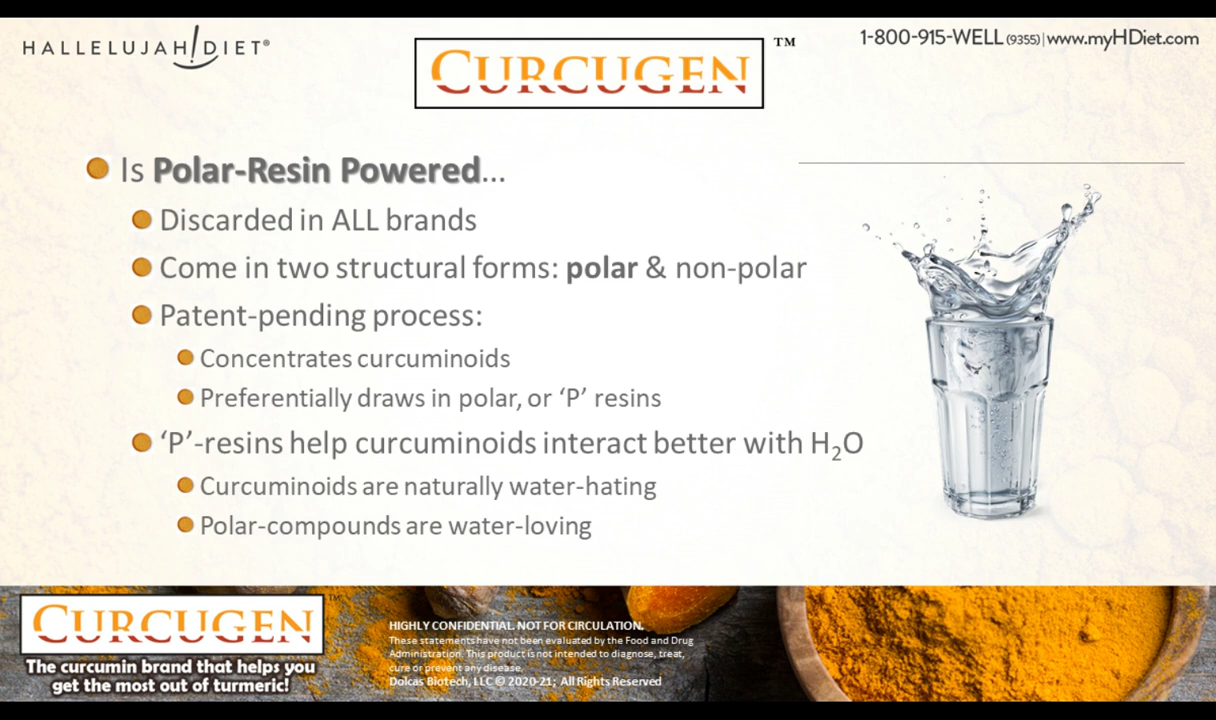 HALLELUJAH DIET®
CURCUGEN ™
1-800-915-WELL (9355) | www.myHDiet.com
Is Polar-Resin Powered...
Discarded in ALL brands
Come in two structural forms: polar & non-polar
Patent-pending process:
Concentrates curcuminoids
Preferentially draws in polar, or ‘P’ resins
‘P’-resins help curcuminoids interact better with H₂O
Curcuminoids are naturally water-hating
Polar-compounds are water-loving
CURCUGEN ™
The curcumin brand that helps you
get the most out of turmeric!
HIGHLY CONFIDENTIAL. NOT FOR CIRCULATION.
These statements have not been evaluated by the Food and Drug
Administration. This product is not intended to diagnose, treat,
cure or prevent any disease.
Dolcas Biotech, LLC © 2020-21; All Rights Reserved